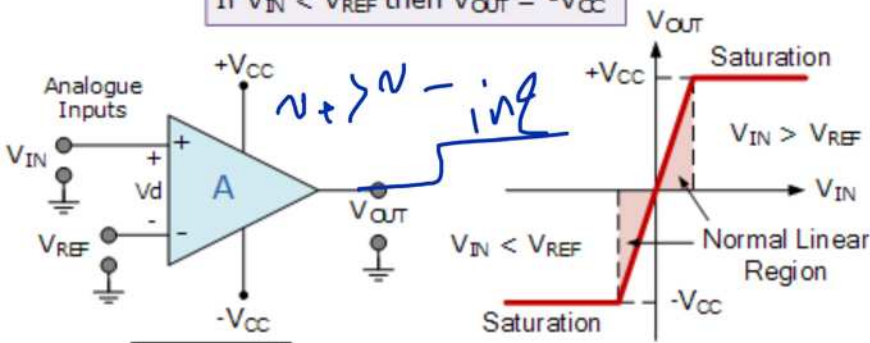 If VIN < VREF then VOUT = -VCC
Analogue
Inputs
+VCC
VIN
+
+
Vd
-
−
A
VREF
-VCC
VOUT
V+ > V-
VOUT
Saturation
+VCC
VIN > VREF
VIN
VIN < VREF
Normal Linear
Region
-VCC
Saturation